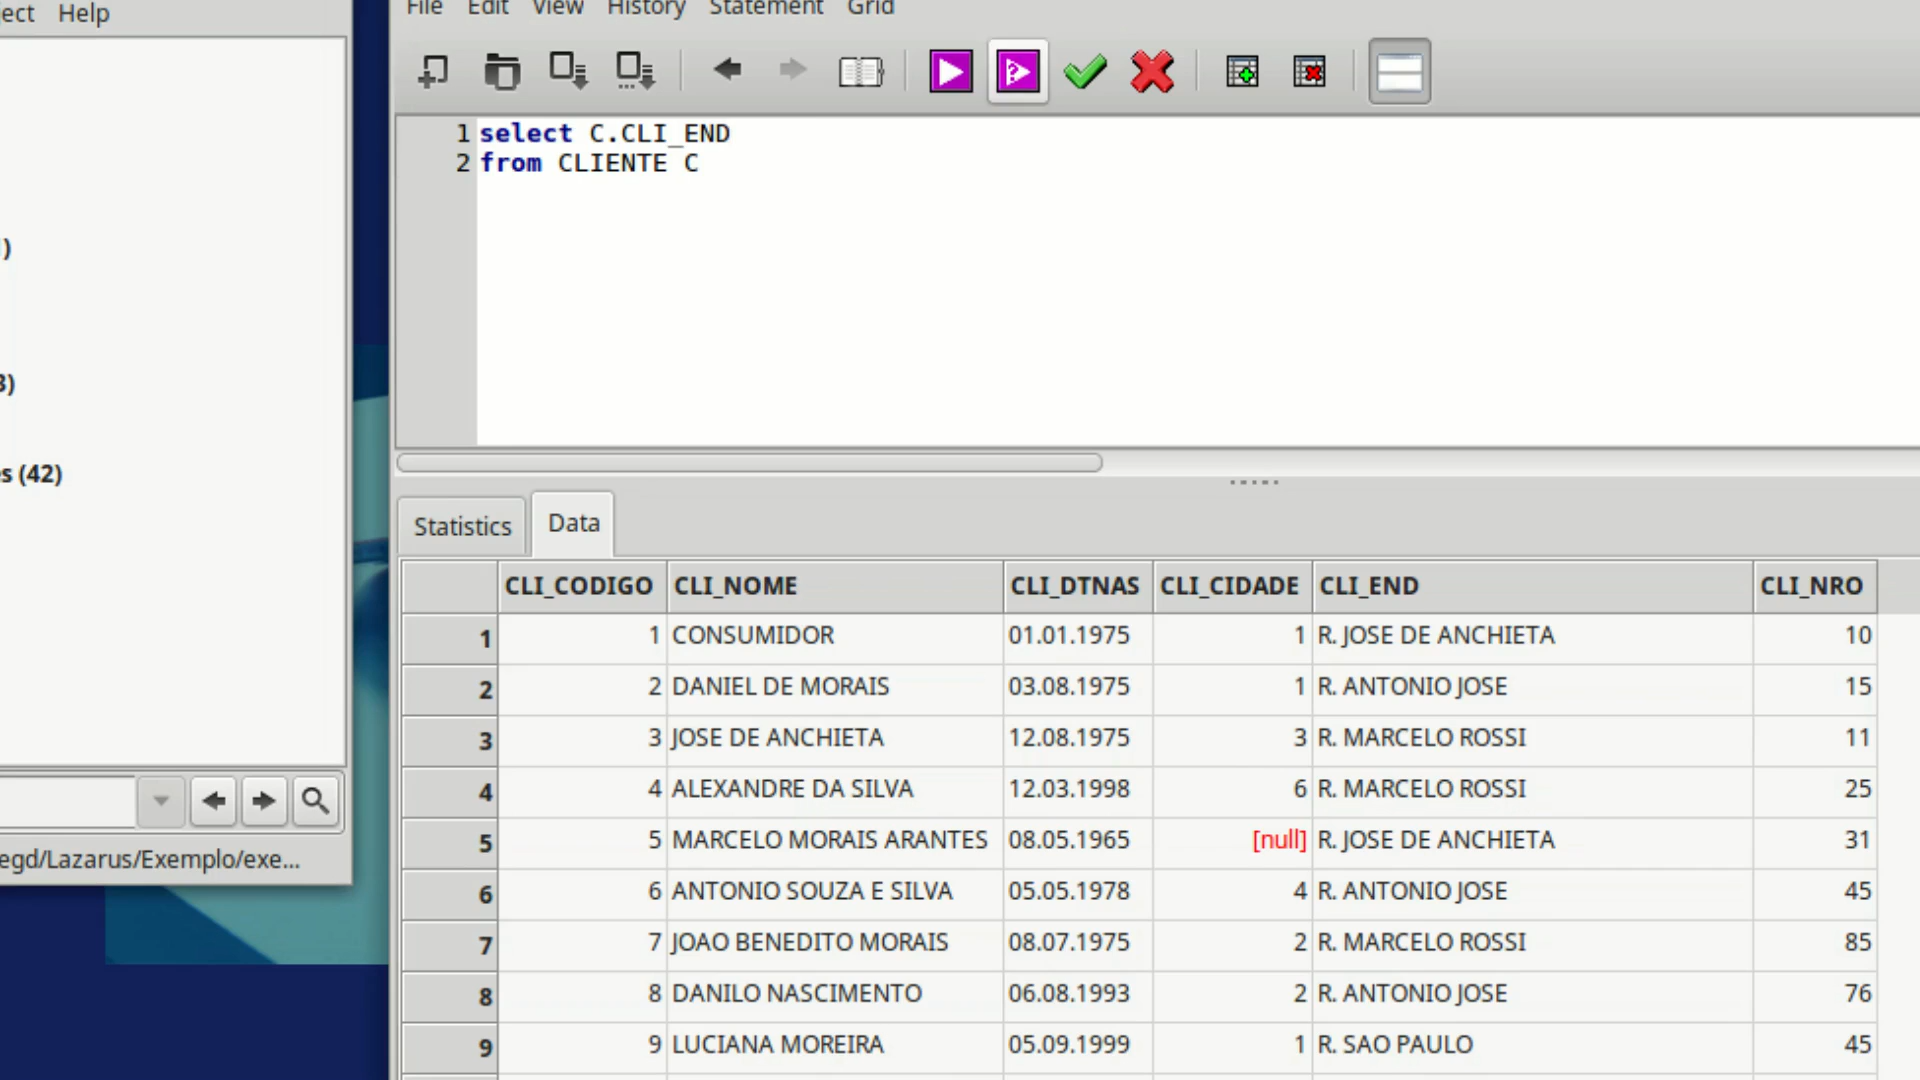 ect Help
)
3)
s (42)
egd/Lazarus/Exemplo/exe...
File Edit View History Statement Grid
1 select C.CLI_END
2 from CLIENTE C
Statistics Data
CLI_CODIGO CLI_NOME CLI_DTNAS CLI_CIDADE CLI_END CLI_NRO
1 1 CONSUMIDOR 01.01.1975 1 R. JOSE DE ANCHIETA 10
2 2 DANIEL DE MORAIS 03.08.1975 1 R. ANTONIO JOSE 15
3 3 JOSE DE ANCHIETA 12.08.1975 3 R. MARCELO ROSSI 11
4 4 ALEXANDRE DA SILVA 12.03.1998 6 R. MARCELO ROSSI 25
5 5 MARCELO MORAIS ARANTES 08.05.1965 [null] R. JOSE DE ANCHIETA 31
6 6 ANTONIO SOUZA E SILVA 05.05.1978 4 R. ANTONIO JOSE 45
7 7 JOAO BENEDITO MORAIS 08.07.1975 2 R. MARCELO ROSSI 85
8 8 DANILO NASCIMENTO 06.08.1993 2 R. ANTONIO JOSE 76
9 9 LUCIANA MOREIRA 05.09.1999 1 R. SAO PAULO 45